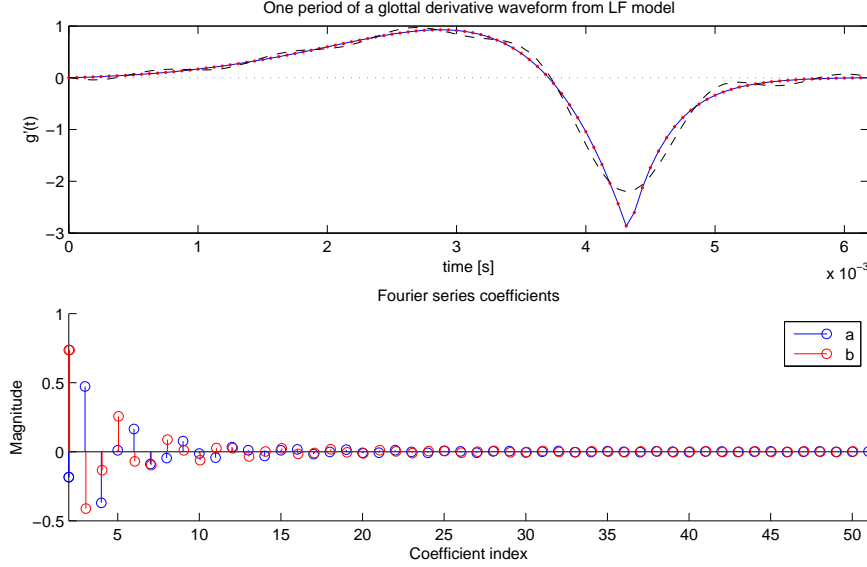 One period of a glottal derivative waveform from LF model
1
0
-1
-2
-3
g'(t)
0 1 2 3 4 5 6
time [s]
x 10⁻³
Fourier series coefficients
1
0.5
0
-0.5
Magnitude
a
b
5 10 15 20 25 30 35 40 45 50
Coefficient index